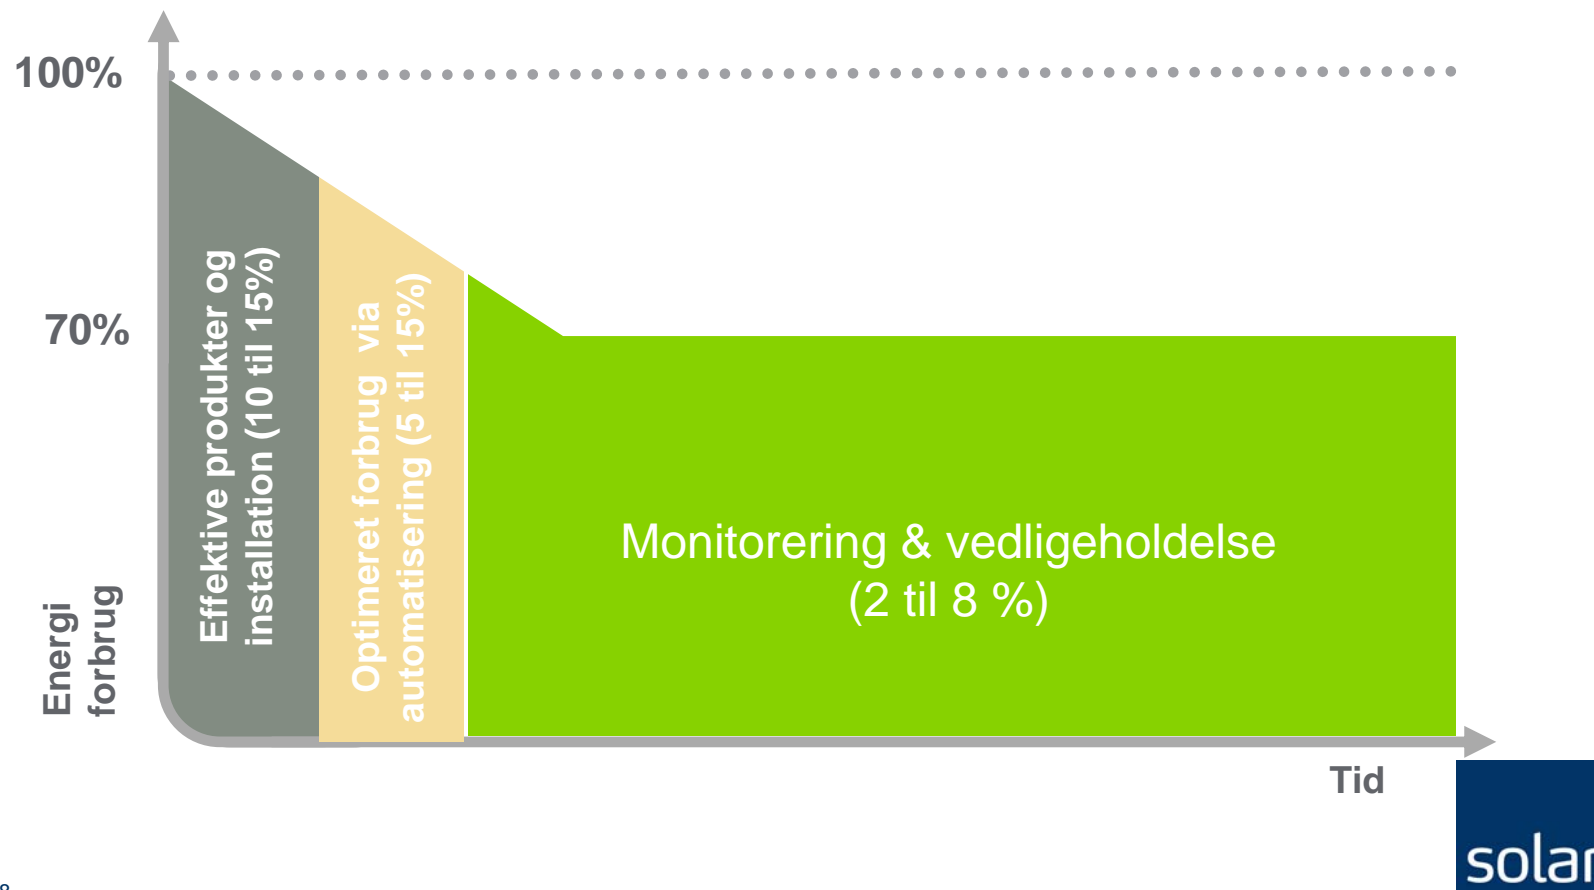 100%
70%
Energi
forbrug
Effektive produkter og
installation (10 til 15%)
Optimeret forbrug via
automatisering (5 til 15%)
Monitorering & vedligeholdelse
(2 til 8 %)
Tid
solar
8